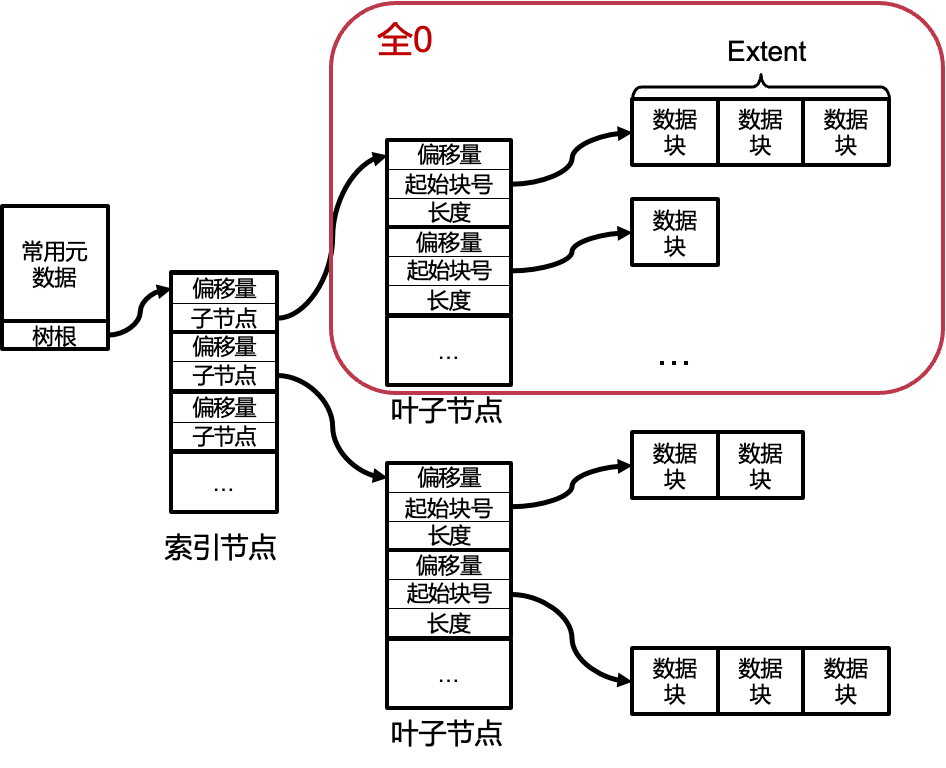 全0
Extent
数据
块
数据
块
数据
块
偏移量
起始块号
长度
偏移量
起始块号
长度
…
数据
块
…
叶子节点
常用元
数据
树根
偏移量
子节点
偏移量
子节点
偏移量
子节点
…
索引节点
偏移量
起始块号
长度
偏移量
起始块号
长度
…
叶子节点
数据
块
数据
块
数据
块
数据
块
数据
块